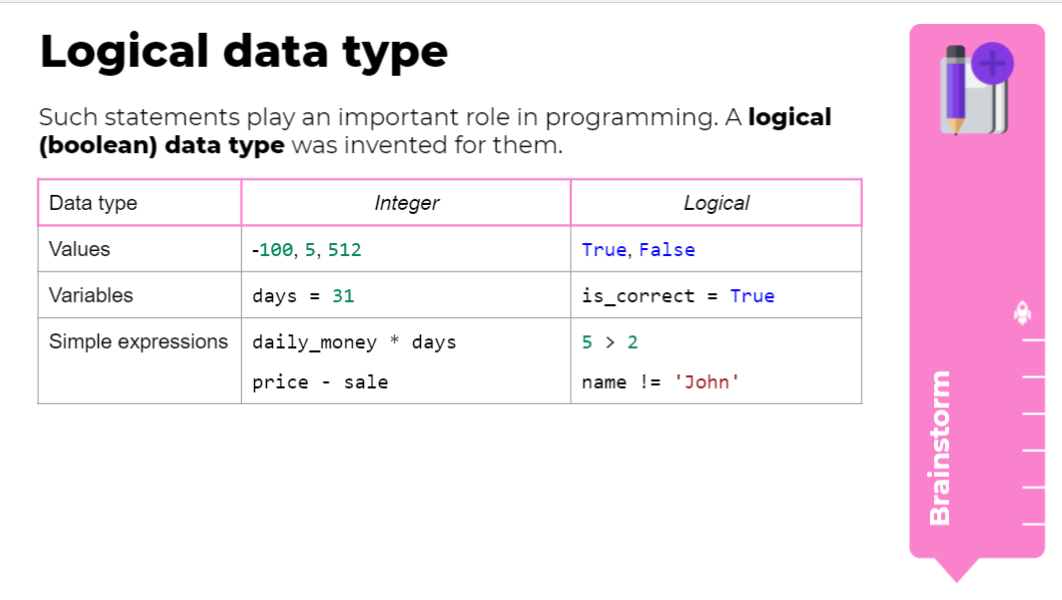 Logical data type
Such statements play an important role in programming. A logical
(boolean) data type was invented for them.
Data type Integer Logical
Values -100, 5, 512 True, False
Variables days = 31 is_correct = True
Simple expressions daily_money * days 5 > 2
price - sale name != 'John'
Brainstorm